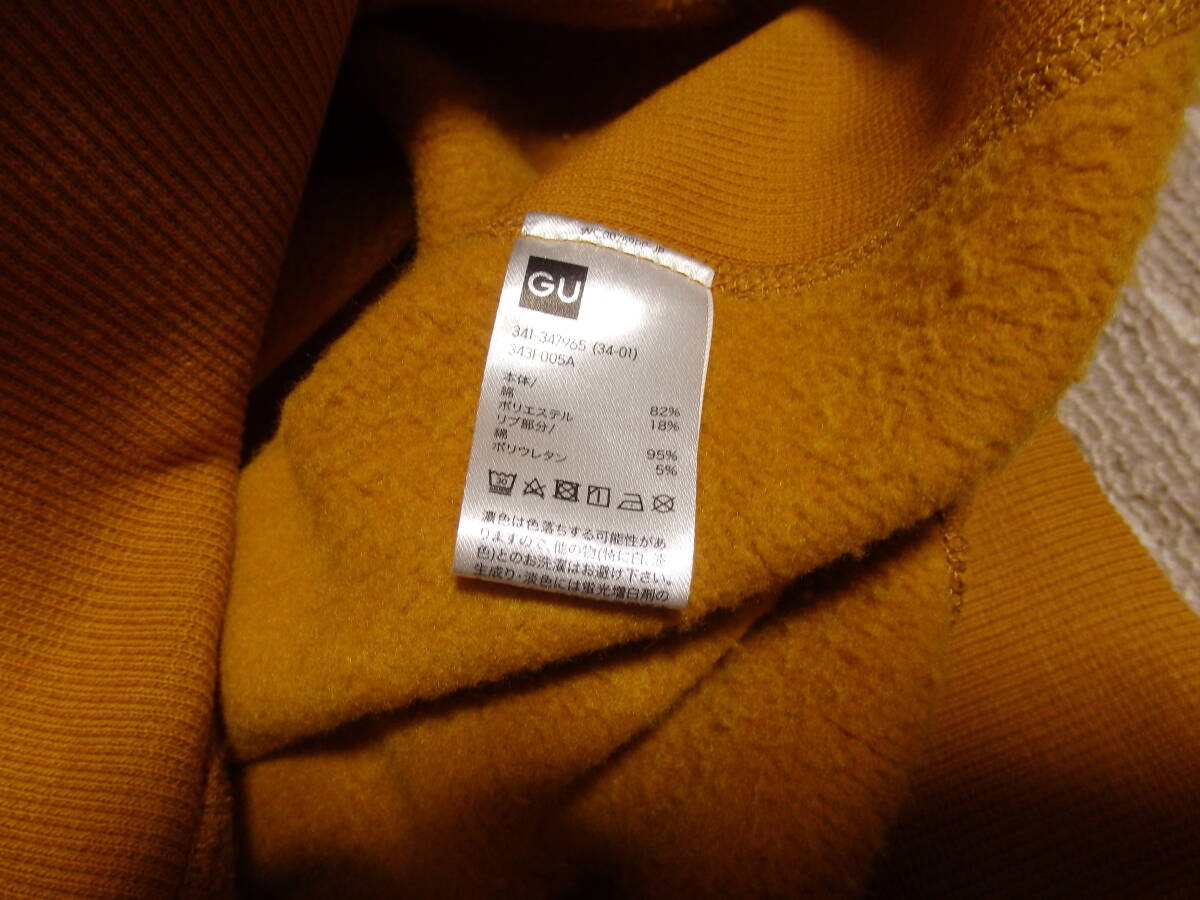 GU
341-347965 (34-01)
343F005A
本体/
綿 82%
ポリエステル 18%
リブ部分/
綿 95%
ポリウレタン 5%
30
濃色は色落ちする可能性があ
りますので、他の物(特に白、淡
色)とのお洗濯はお避け下さい。
生成り・淡色には蛍光増白剤の